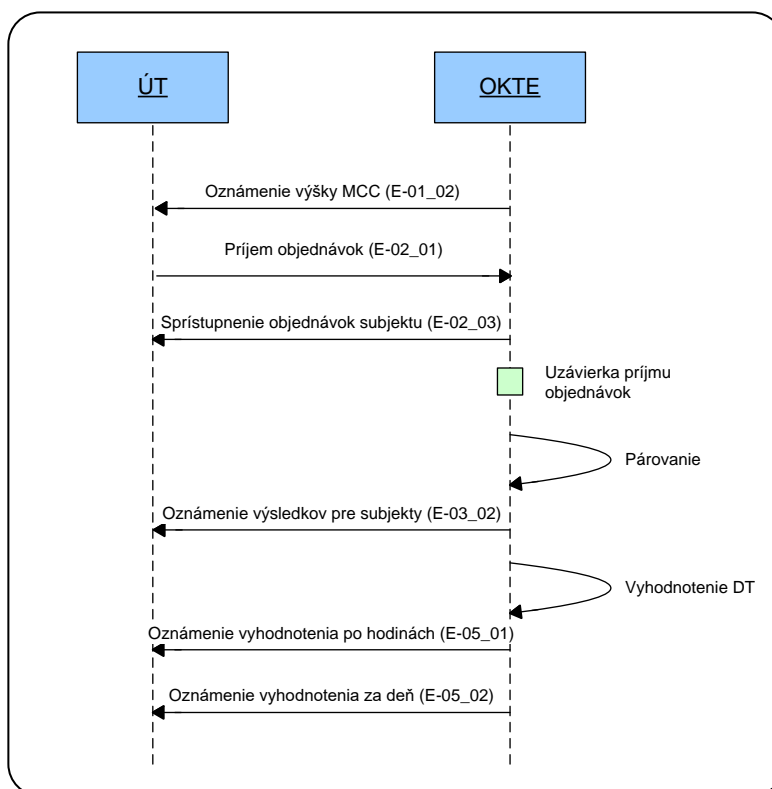 ÚT
OKTE
Oznámenie výšky MCC (E-01_02)
Príjem objednávok (E-02_01)
Sprístupnenie objednávok subjektu (E-02_03)
Uzávierka príjmu
objednávok
Párovanie
Oznámenie výsledkov pre subjekty (E-03_02)
Vyhodnotenie DT
Oznámenie vyhodnotenia po hodinách (E-05_01)
Oznámenie vyhodnotenia za deň (E-05_02)